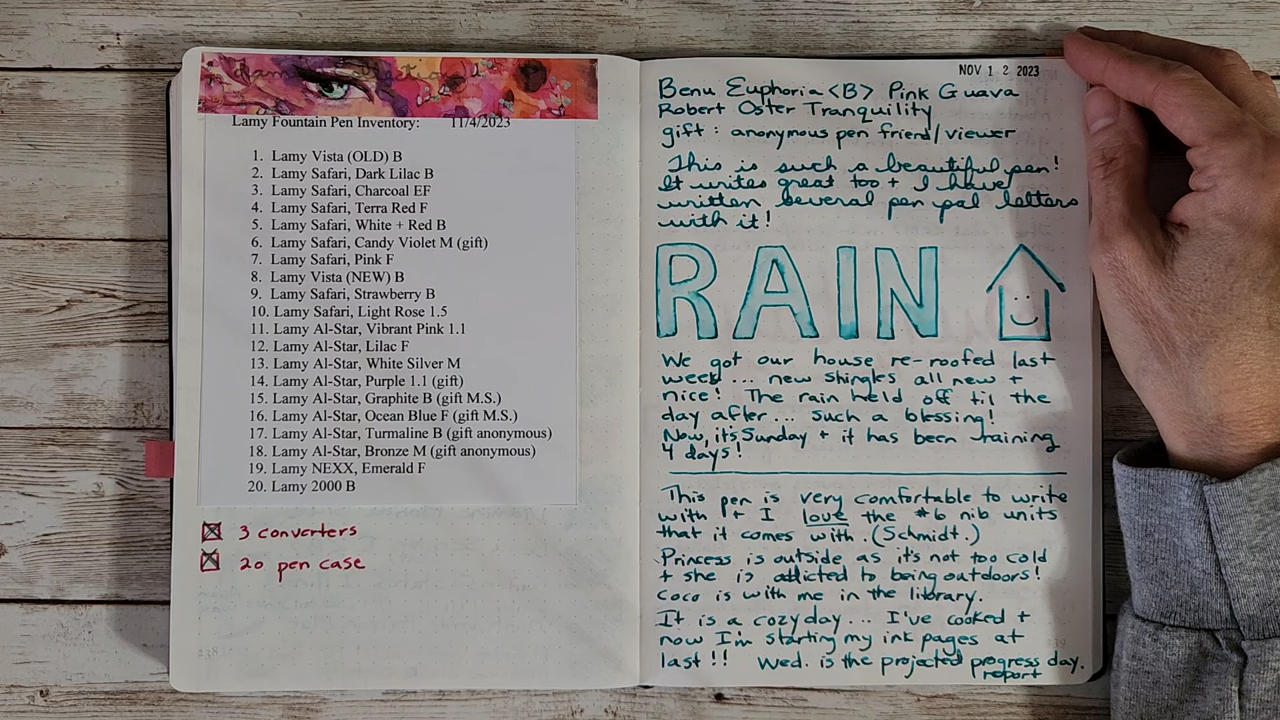 Lamy Collection
Lamy Fountain Pen Inventory: 11/4/2023
1. Lamy Vista (OLD) B
2. Lamy Safari, Dark Lilac B
3. Lamy Safari, Charcoal EF
4. Lamy Safari, Terra Red F
5. Lamy Safari, White + Red B
6. Lamy Safari, Candy Violet M (gift)
7. Lamy Safari, Pink F
8. Lamy Vista (NEW) B
9. Lamy Safari, Strawberry B
10. Lamy Safari, Light Rose 1.5
11. Lamy Al-Star, Vibrant Pink 1.1
12. Lamy Al-Star, Lilac F
13. Lamy Al-Star, White Silver M
14. Lamy Al-Star, Purple 1.1 (gift)
15. Lamy Al-Star, Graphite B (gift M.S.)
16. Lamy Al-Star, Ocean Blue F (gift M.S.)
17. Lamy Al-Star, Turmaline B (gift anonymous)
18. Lamy Al-Star, Bronze M (gift anonymous)
19. Lamy NEXX, Emerald F
20. Lamy 2000 B
3 converters
20 pen case
238
NOV 1 2 2023
Benu Euphoria <B> Pink Guava
Robert Oster Tranquility
gift: anonymous pen friend/viewer
This is such a beautiful pen!
It writes great too + I have
written several pen pal letters
with it!
RAIN
We got our house re-roofed last
week... new shingles all new +
nice! The rain held off til the
day after... such a blessing!
Now, it's Sunday + it has been raining
4 days!
This pen is very comfortable to write
with + I love the #6 nib units
that it comes with. (Schmidt.)
Princess is outside as it's not too cold
+ she is addicted to being outdoors!
Coco is with me in the library.
It is a cozy day... I've cooked +
now I'm starting my ink pages at
last!! Wed. is the projected progress day.
report